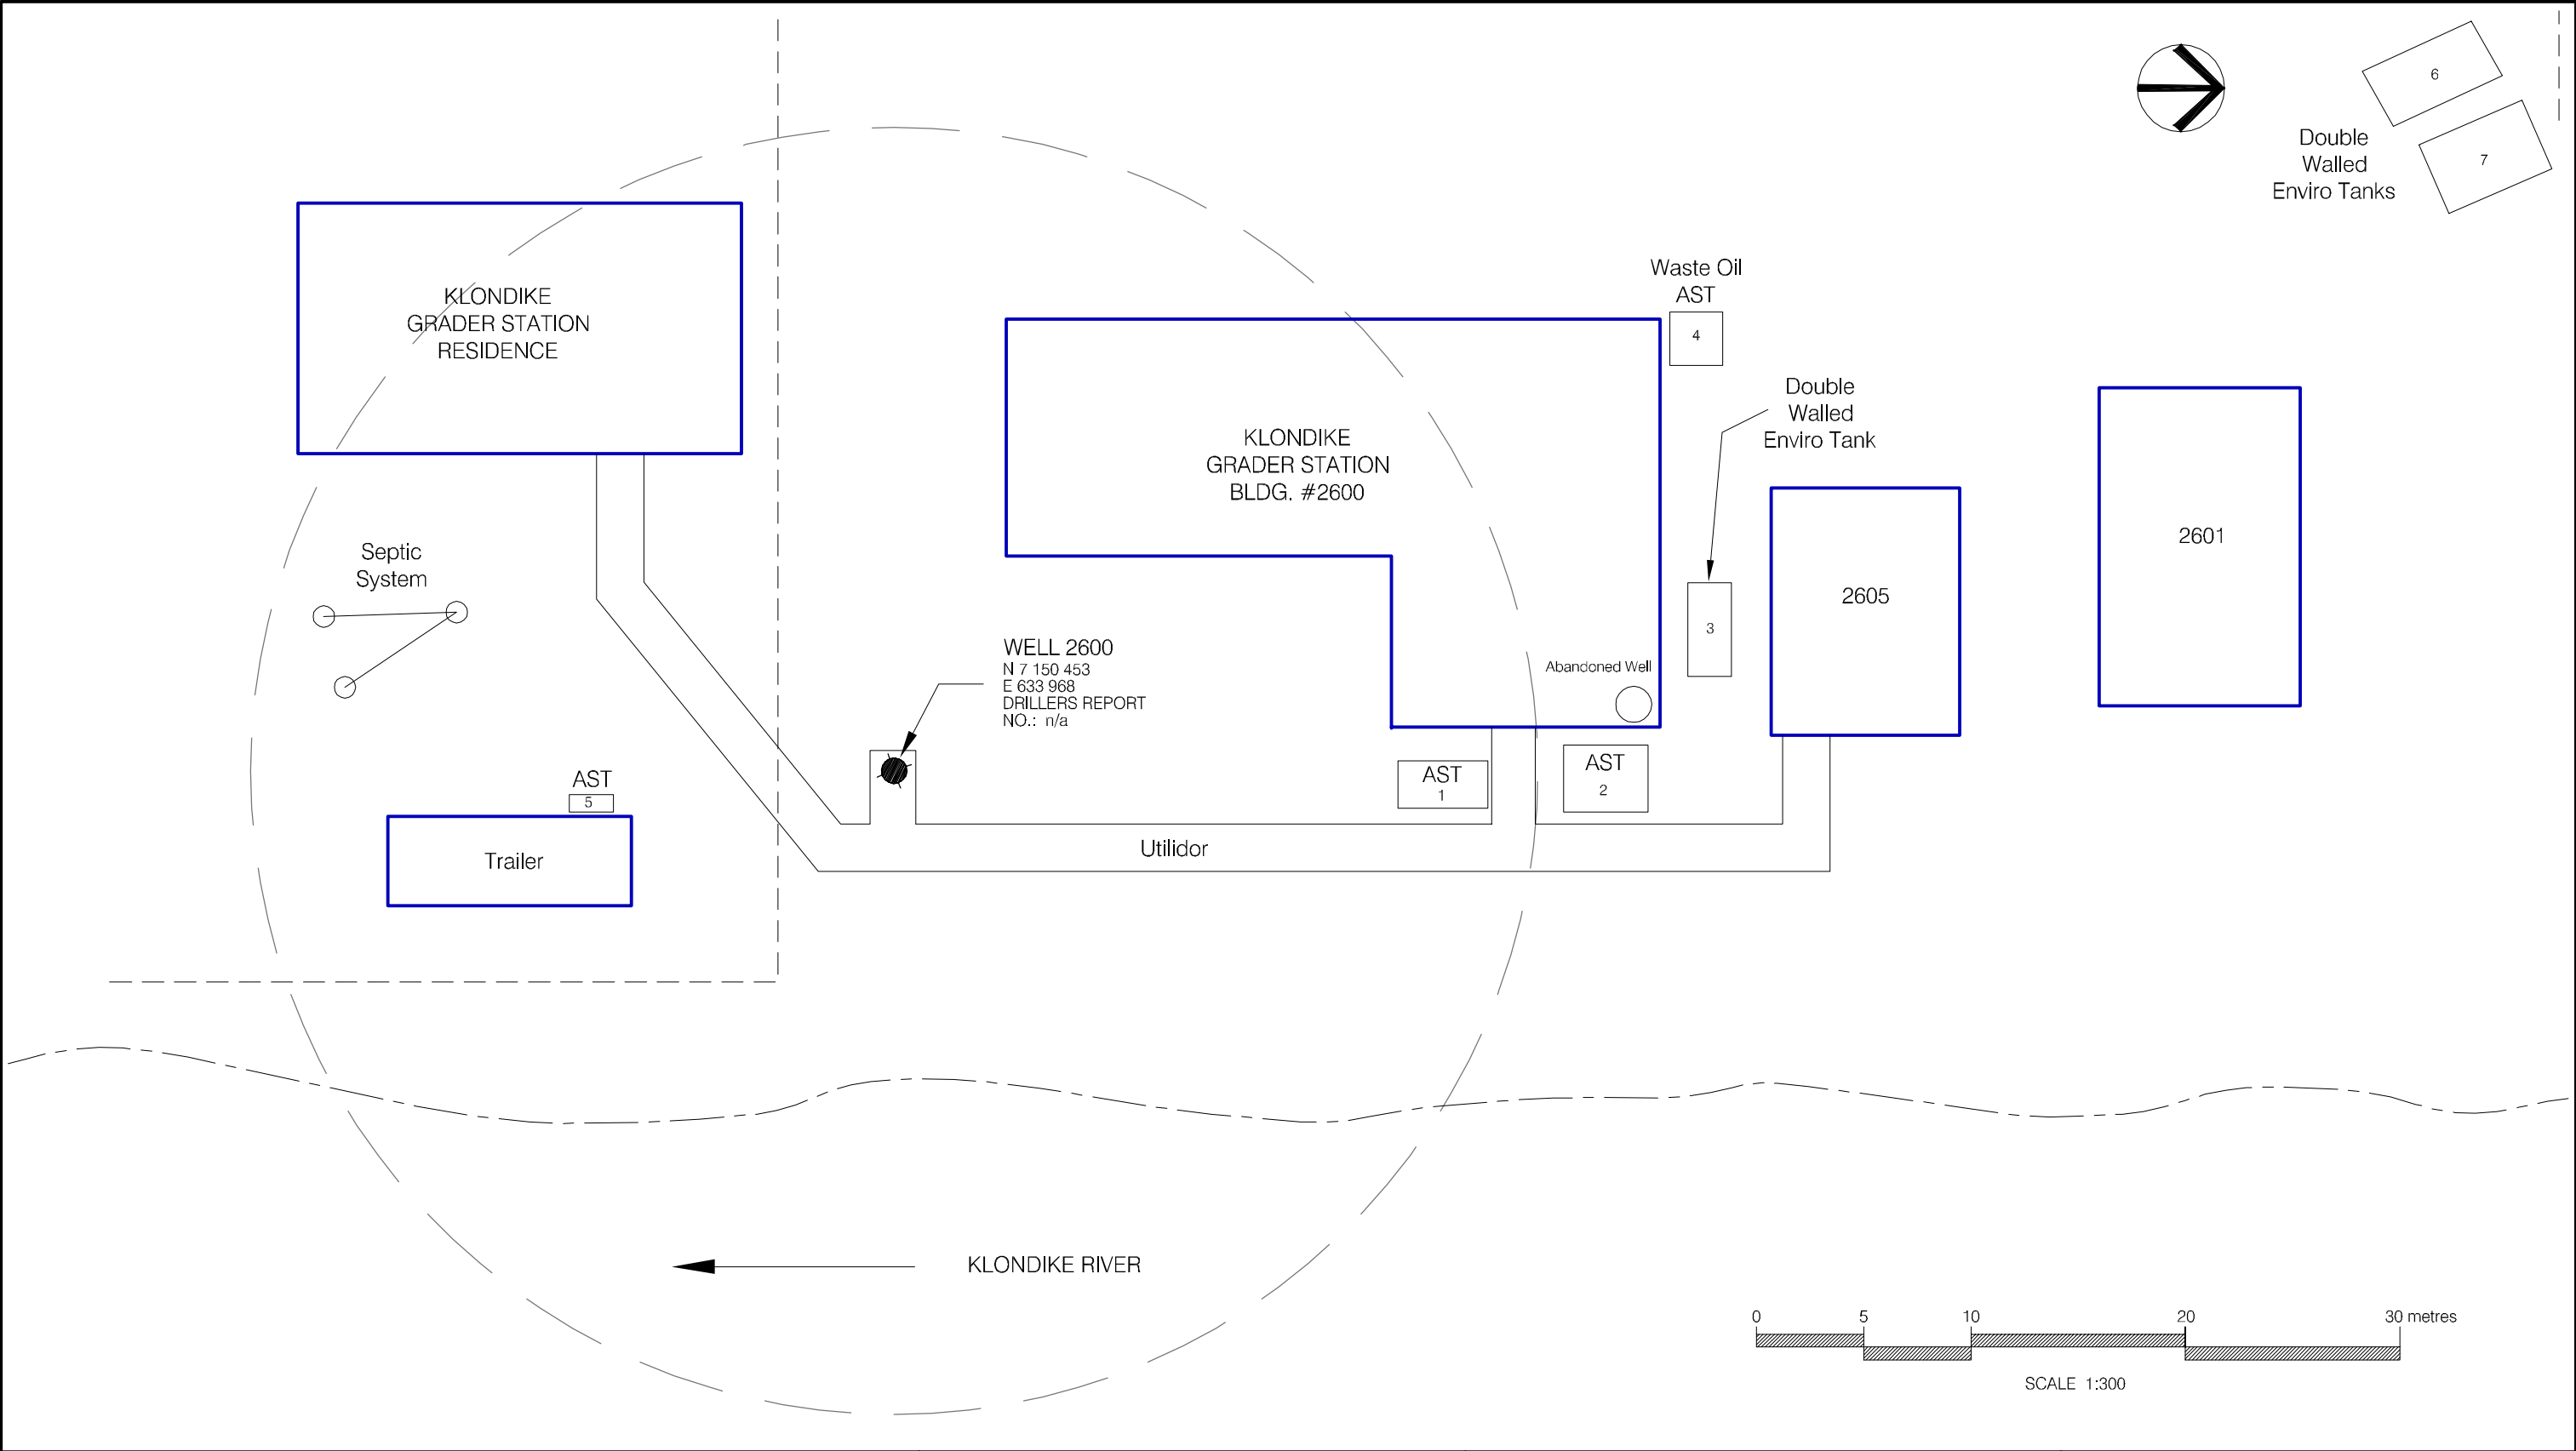 6
7
Double
Walled
Enviro Tanks
Waste Oil
AST
4
KLONDIKE
GRADER STATION
RESIDENCE
Double
Walled
Enviro Tank
KLONDIKE
GRADER STATION
BLDG. #2600
2601
2605
3
Septic
System
WELL 2600
N 7 150 453
E 633 968
DRILLERS REPORT
NO.: n/a
Abandoned Well
AST
1
AST
2
AST
5
Trailer
Utilidor
KLONDIKE RIVER
0 5 10 20 30 metres
SCALE 1:300